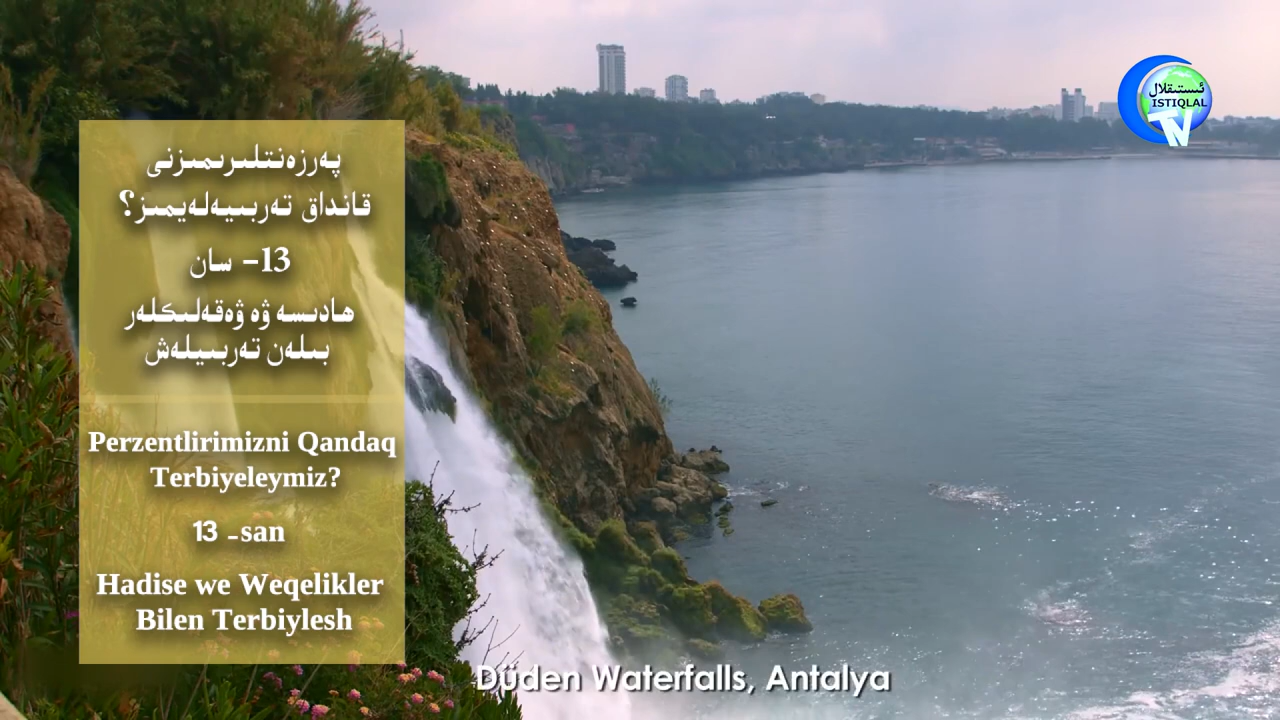 پەرزەنتلىرىمىزنى
قانداق تەربىيەلەيمىز؟
13- سان
ھادىسە ۋە ۋەقەلىكلەر
بىلەن تەربىيىلەش
Perzentlirimizni Qandaq
Terbiyeleymiz?
13 -san
Hadise we Weqelikler
Bilen Terbiylesh
ئىستىقلال
ISTIQLAL
TV
Düden Waterfalls, Antalya